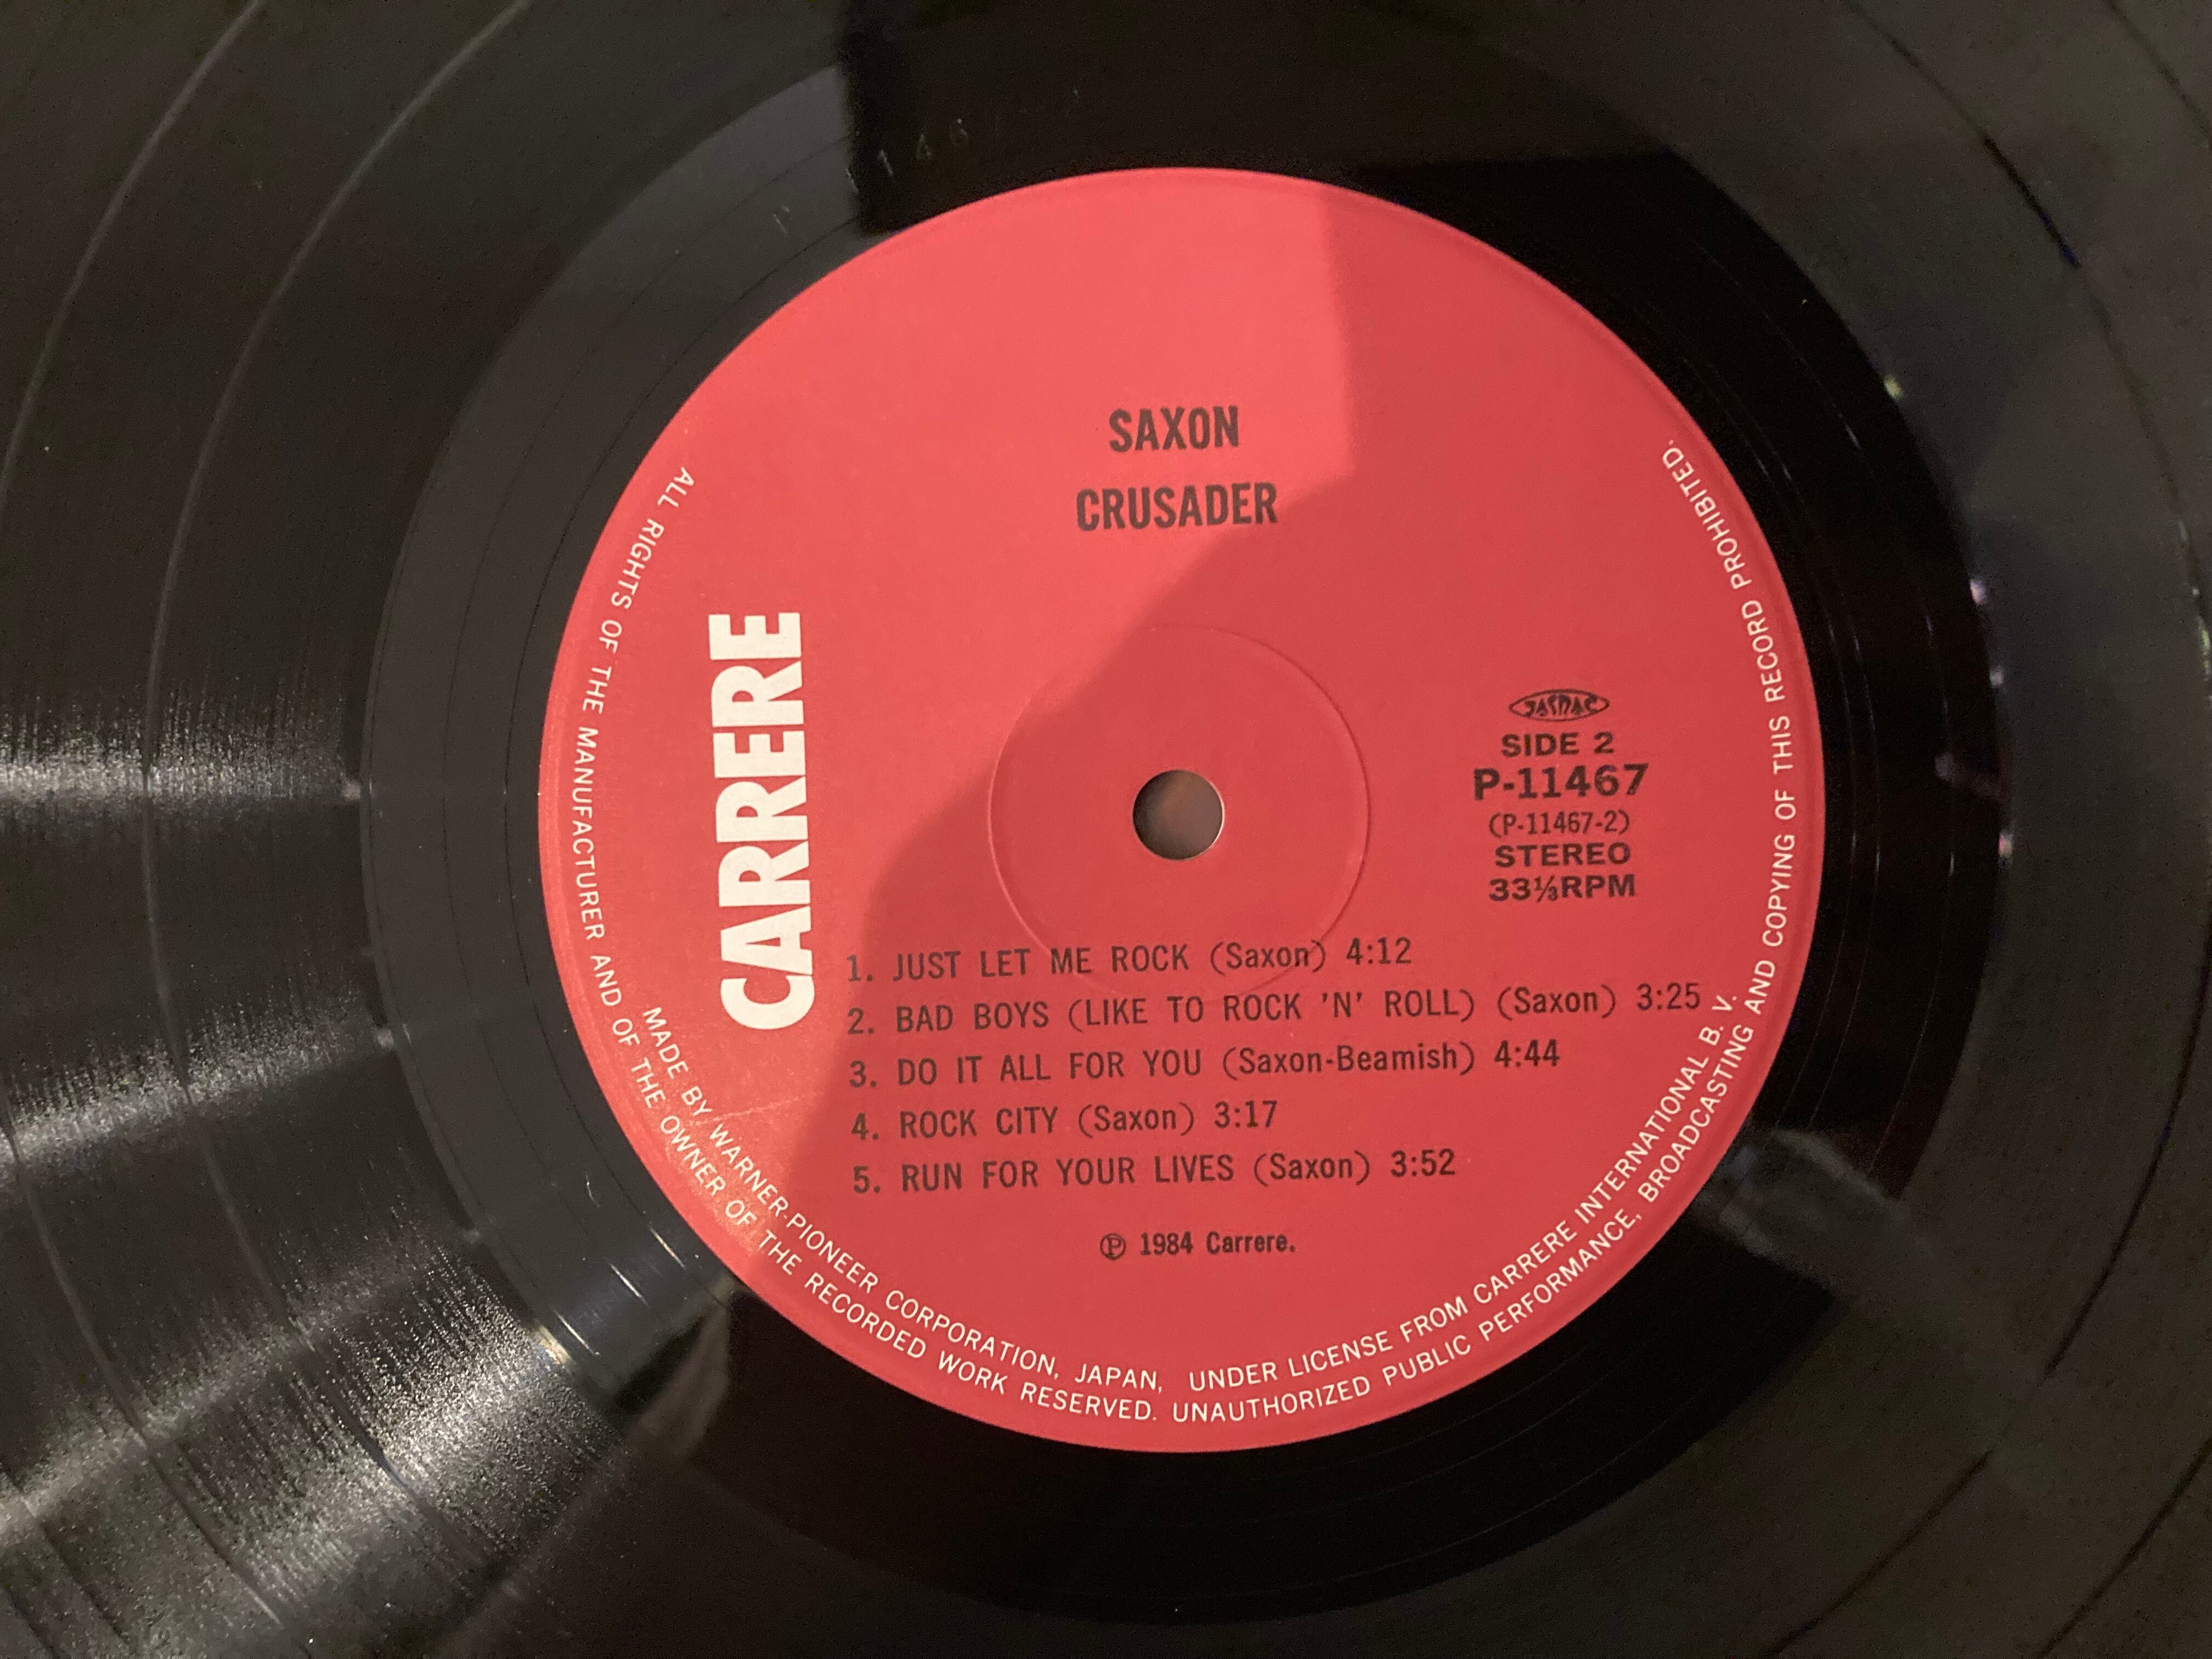 146
SAXON
CRUSADER
CARRERE
JASRAC
SIDE 2
P-11467
(P-11467-2)
STEREO
33⅓RPM
1. JUST LET ME ROCK (Saxon) 4:12
2. BAD BOYS (LIKE TO ROCK 'N' ROLL) (Saxon) 3:25
3. DO IT ALL FOR YOU (Saxon-Beamish) 4:44
4. ROCK CITY (Saxon) 3:17
5. RUN FOR YOUR LIVES (Saxon) 3:52
Ⓟ 1984 Carrere.
MADE BY WARNER-PIONEER CORPORATION, JAPAN, UNDER LICENSE FROM CARRERE INTERNATIONAL B. V.
ALL RIGHTS OF THE MANUFACTURER AND OF THE OWNER OF THE RECORDED WORK RESERVED. UNAUTHORIZED PUBLIC PERFORMANCE, BROADCASTING AND COPYING OF THIS RECORD PROHIBITED.